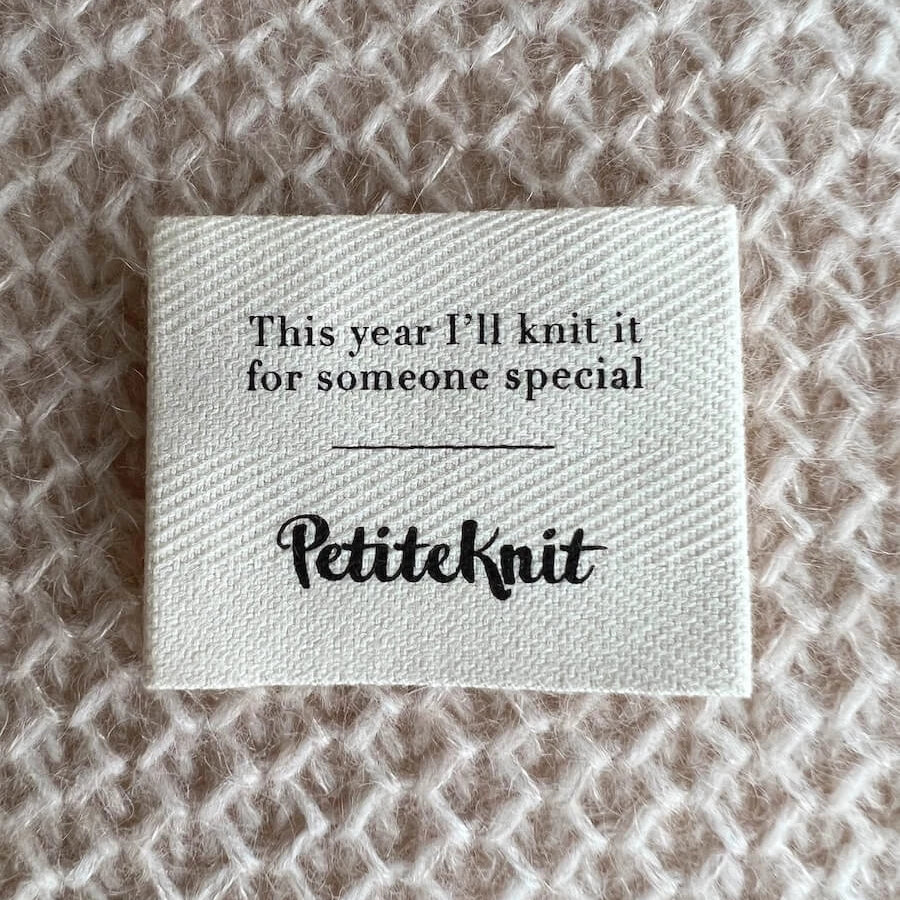 This year I’ll knit it
for someone special
PetiteKnit